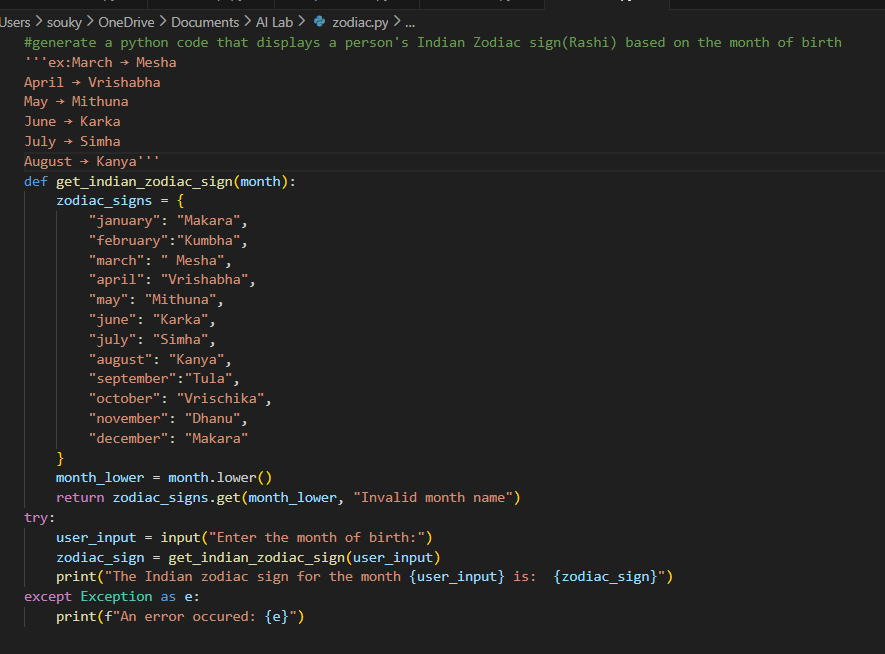 Users > souky > OneDrive > Documents > AI Lab > zodiac.py > ...
#generate a python code that displays a person's Indian Zodiac sign(Rashi) based on the month of birth
'''ex:March → Mesha
April → Vrishabha
May → Mithuna
June → Karka
July → Simha
August → Kanya'''
def get_indian_zodiac_sign(month):
    zodiac_signs = {
        "january": "Makara",
        "february":"Kumbha",
        "march": " Mesha",
        "april": "Vrishabha",
        "may": "Mithuna",
        "june": "Karka",
        "july": "Simha",
        "august": "Kanya",
        "september":"Tula",
        "october": "Vrischika",
        "november": "Dhanu",
        "december": "Makara"
    }
    month_lower = month.lower()
    return zodiac_signs.get(month_lower, "Invalid month name")
try:
    user_input = input("Enter the month of birth:")
    zodiac_sign = get_indian_zodiac_sign(user_input)
    print("The Indian zodiac sign for the month {user_input} is:  {zodiac_sign}")
except Exception as e:
    print(f"An error occured: {e}")